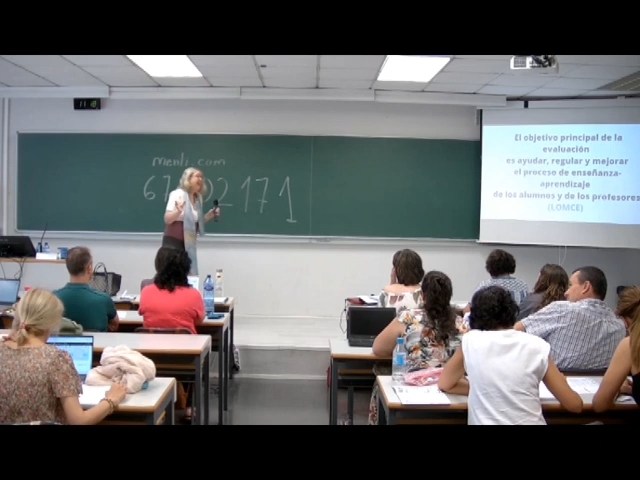 menti.com
El objetivo principal de la
evaluación
es ayudar, regular y mejorar
el proceso de enseñanza-
aprendizaje
de los alumnos y de los profesores
(LOMCE)